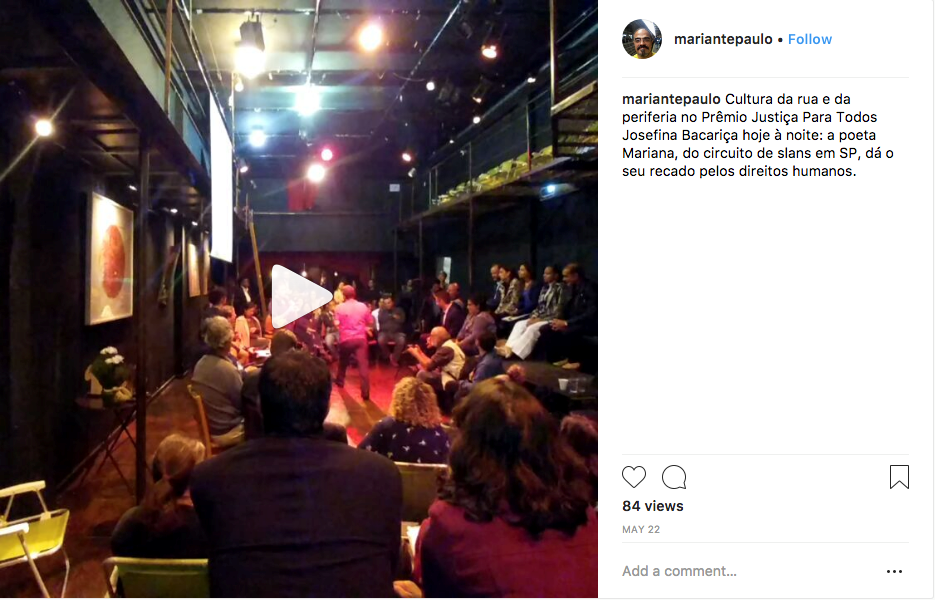 mariantepaulo • Follow
mariantepaulo Cultura da rua e da
periferia no Prêmio Justiça Para Todos
Josefina Bacariça hoje à noite: a poeta
Mariana, do circuito de slans em SP, dá o
seu recado pelos direitos humanos.
84 views
MAY 22
Add a comment...